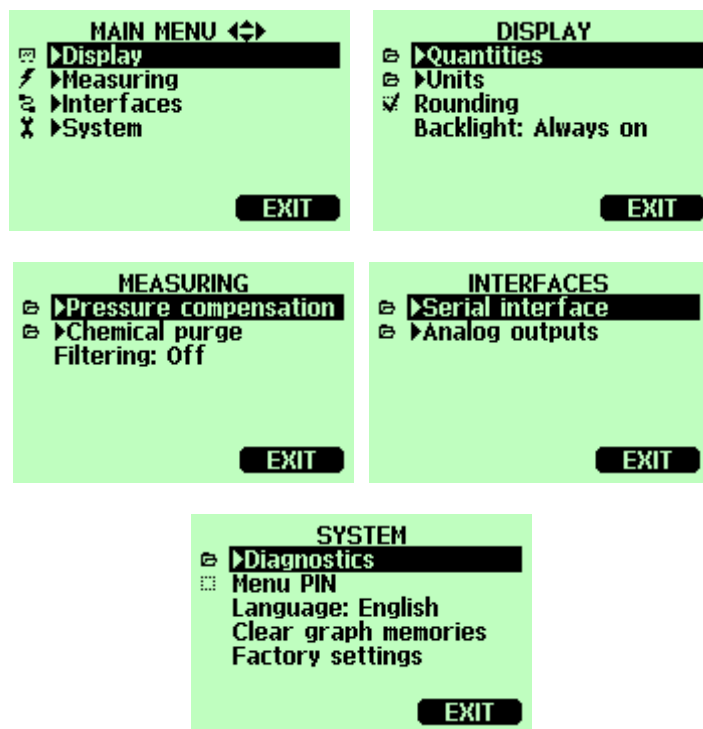 MAIN MENU
▶Display
▶Measuring
▶Interfaces
▶System
EXIT
DISPLAY
▶Quantities
▶Units
Rounding
Backlight: Always on
EXIT
MEASURING
▶Pressure compensation
▶Chemical purge
Filtering: Off
EXIT
INTERFACES
▶Serial interface
▶Analog outputs
EXIT
SYSTEM
▶Diagnostics
Menu PIN
Language: English
Clear graph memories
Factory settings
EXIT